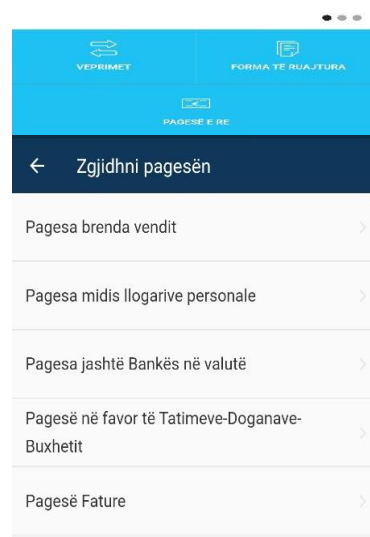 VEPRIMET
FORMA TË RUAJTURA
PAGESË E RE
Zgjidhni pagesën
Pagesa brenda vendit
Pagesa midis llogarive personale
Pagesa jashtë Bankës në valutë
Pagesë në favor të Tatimeve-Doganave-
Buxhetit
Pagesë Fature